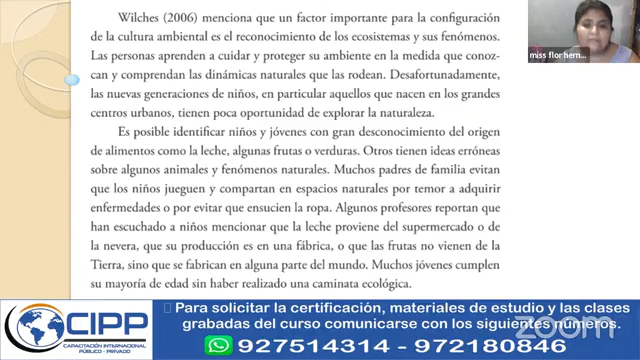 Wilches (2006) menciona que un factor importante para la configuración
de la cultura ambiental es el reconocimiento de los ecosistemas y sus fenómenos.
Las personas aprenden a cuidar y proteger su ambiente en la medida que conoz-
can y comprendan las dinámicas naturales que las rodean. Desafortunadamente,
las nuevas generaciones de niños, en particular aquellos que nacen en los grandes
centros urbanos, tienen poca oportunidad de explorar la naturaleza.
Es posible identificar niños y jóvenes con gran desconocimiento del origen
de alimentos como la leche, algunas frutas o verduras. Otros tienen ideas erróneas
sobre algunos animales y fenómenos naturales. Muchos padres de familia evitan
que los niños jueguen y compartan en espacios naturales por temor a adquirir
enfermedades o por evitar que ensucien la ropa. Algunos profesores reportan que
han escuchado a niños mencionar que la leche proviene del supermercado o de
la nevera, que su producción es en una fábrica, o que las frutas no vienen de la
Tierra, sino que se fabrican en alguna parte del mundo. Muchos jóvenes cumplen
su mayoría de edad sin haber realizado una caminata ecológica.
miss flor hern...
CIPP
CAPACITACIÓN INTERNACIONAL
PÚBLICO - PRIVADO
Para solicitar la certificación, materiales de estudio y las clases
grabadas del curso comunicarse con los siguientes números.
927514314 - 972180846
zoom